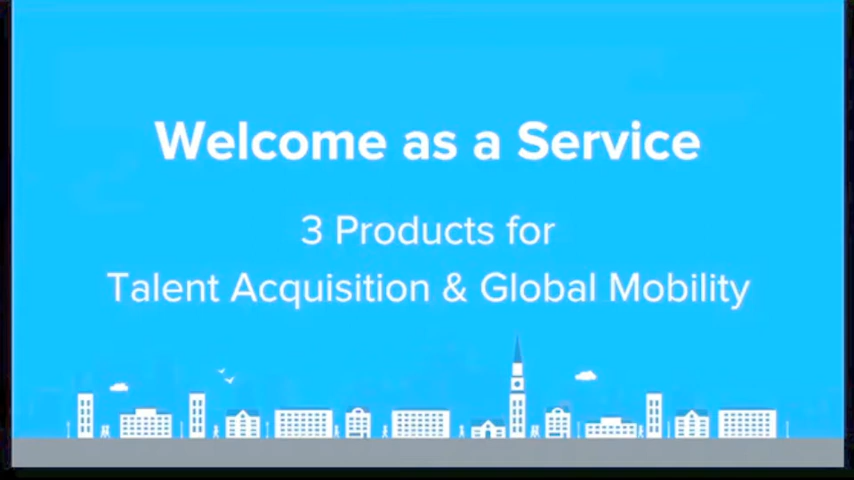 Welcome as a Service
3 Products for
Talent Acquisition & Global Mobility